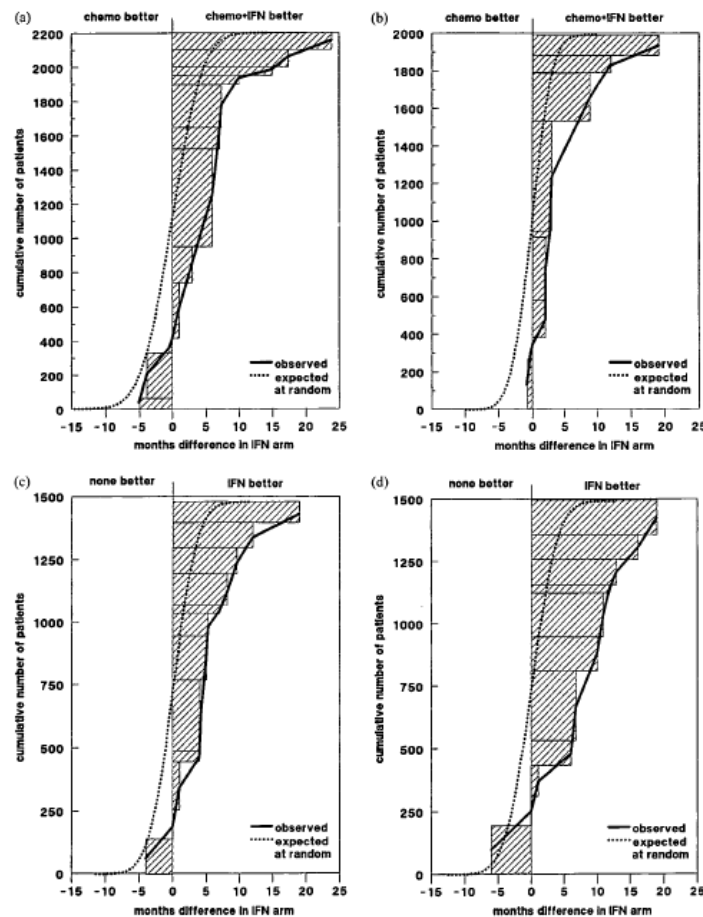 (a) chemo better chemo+IFN better
2200
2000
1800
1600
1400
1200
1000
800
600
400
200
0
cumulative number of patients
observed
expected
at random
-15 -10 -5 0 5 10 15 20 25
months difference in IFN arm
(b) chemo better chemo+IFN better
2000
1800
1600
1400
1200
1000
800
600
400
200
0
cumulative number of patients
observed
expected
at random
-15 -10 -5 0 5 10 15 20 25
months difference in IFN arm
(c) none better IFN better
1500
1250
1000
750
500
250
0
cumulative number of patients
observed
expected
at random
-15 -10 -5 0 5 10 15 20 25
months difference in IFN arm
(d) none better IFN better
1500
1250
1000
750
500
250
0
cumulative number of patients
observed
expected
at random
-15 -10 -5 0 5 10 15 20 25
months difference in IFN arm